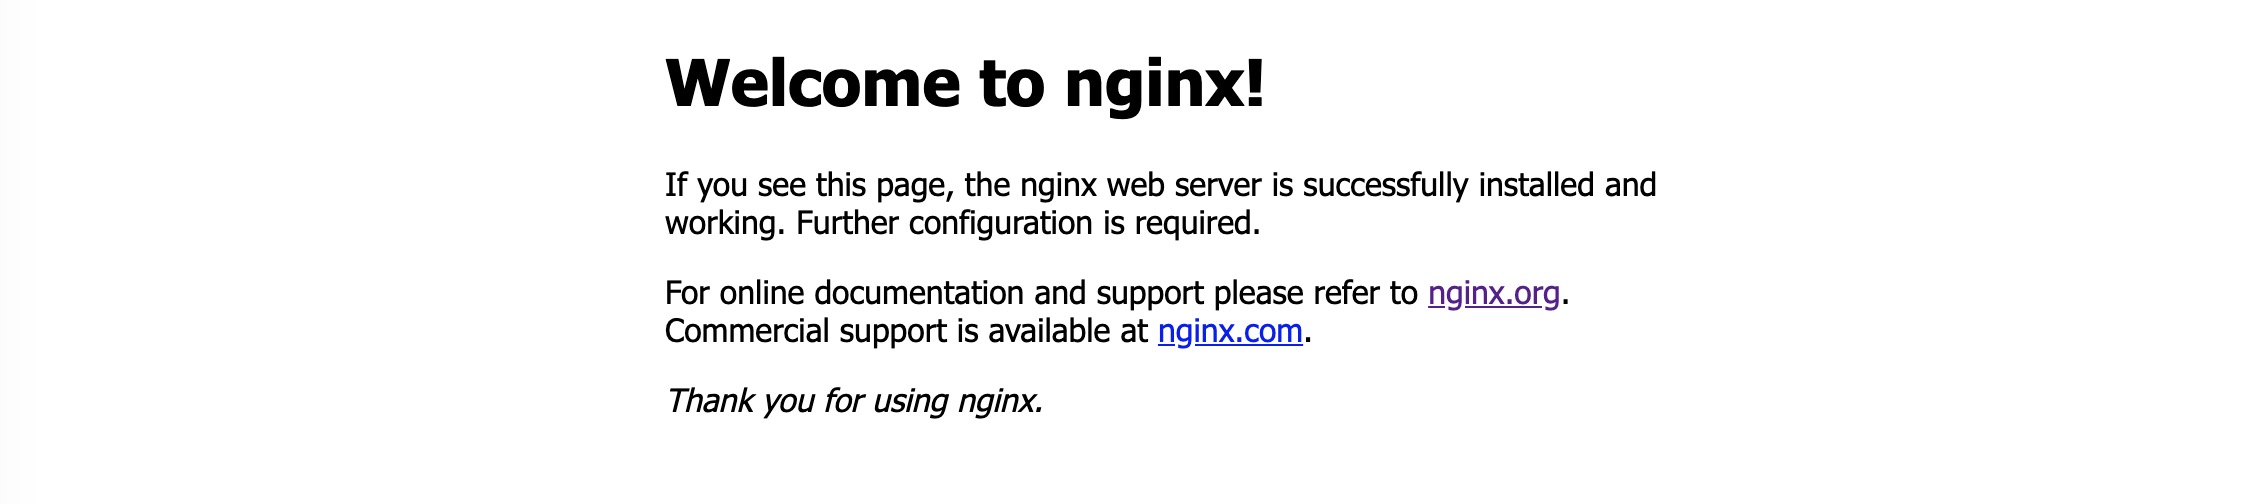 Welcome to nginx!
If you see this page, the nginx web server is successfully installed and
working. Further configuration is required.
For online documentation and support please refer to nginx.org.
Commercial support is available at nginx.com.
Thank you for using nginx.